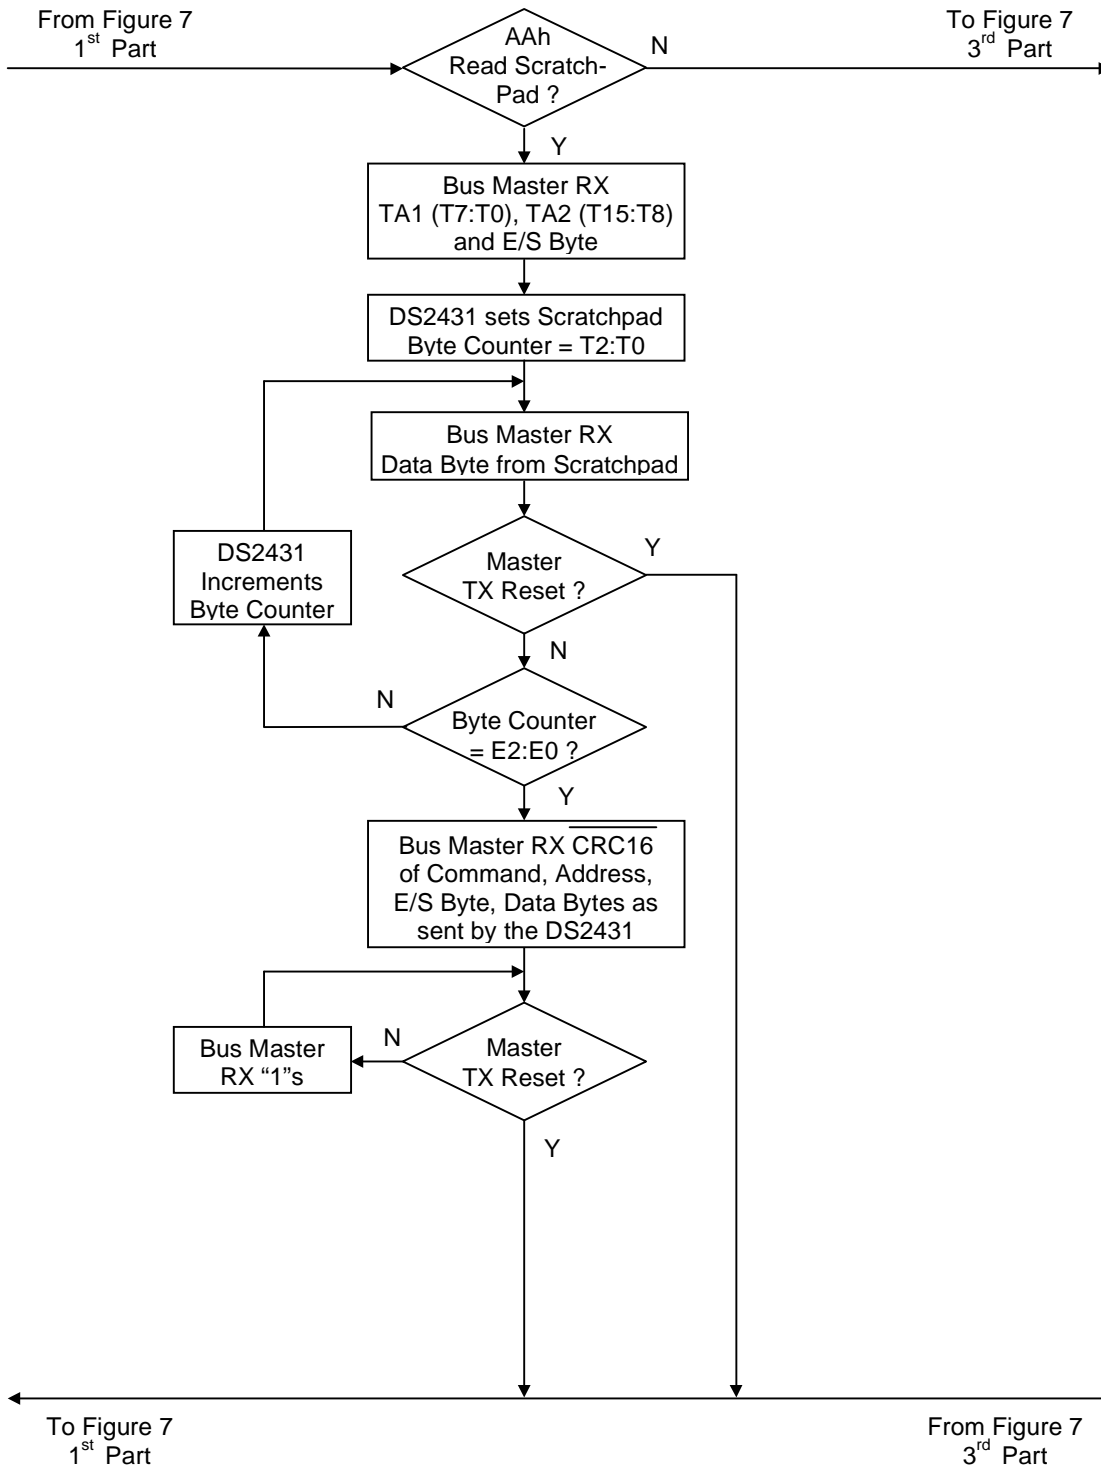 From Figure 7
1st Part
To Figure 7
3rd Part
AAh
Read Scratch-
Pad ?
N
Y
Bus Master RX
TA1 (T7:T0), TA2 (T15:T8)
and E/S Byte
DS2431 sets Scratchpad
Byte Counter = T2:T0
Bus Master RX
Data Byte from Scratchpad
DS2431
Increments
Byte Counter
Master
TX Reset ?
Y
N
N
Byte Counter
= E2:E0 ?
Y
Bus Master RX CRC16
of Command, Address,
E/S Byte, Data Bytes as
sent by the DS2431
Bus Master
RX “1”s
N
Master
TX Reset ?
Y
To Figure 7
1st Part
From Figure 7
3rd Part